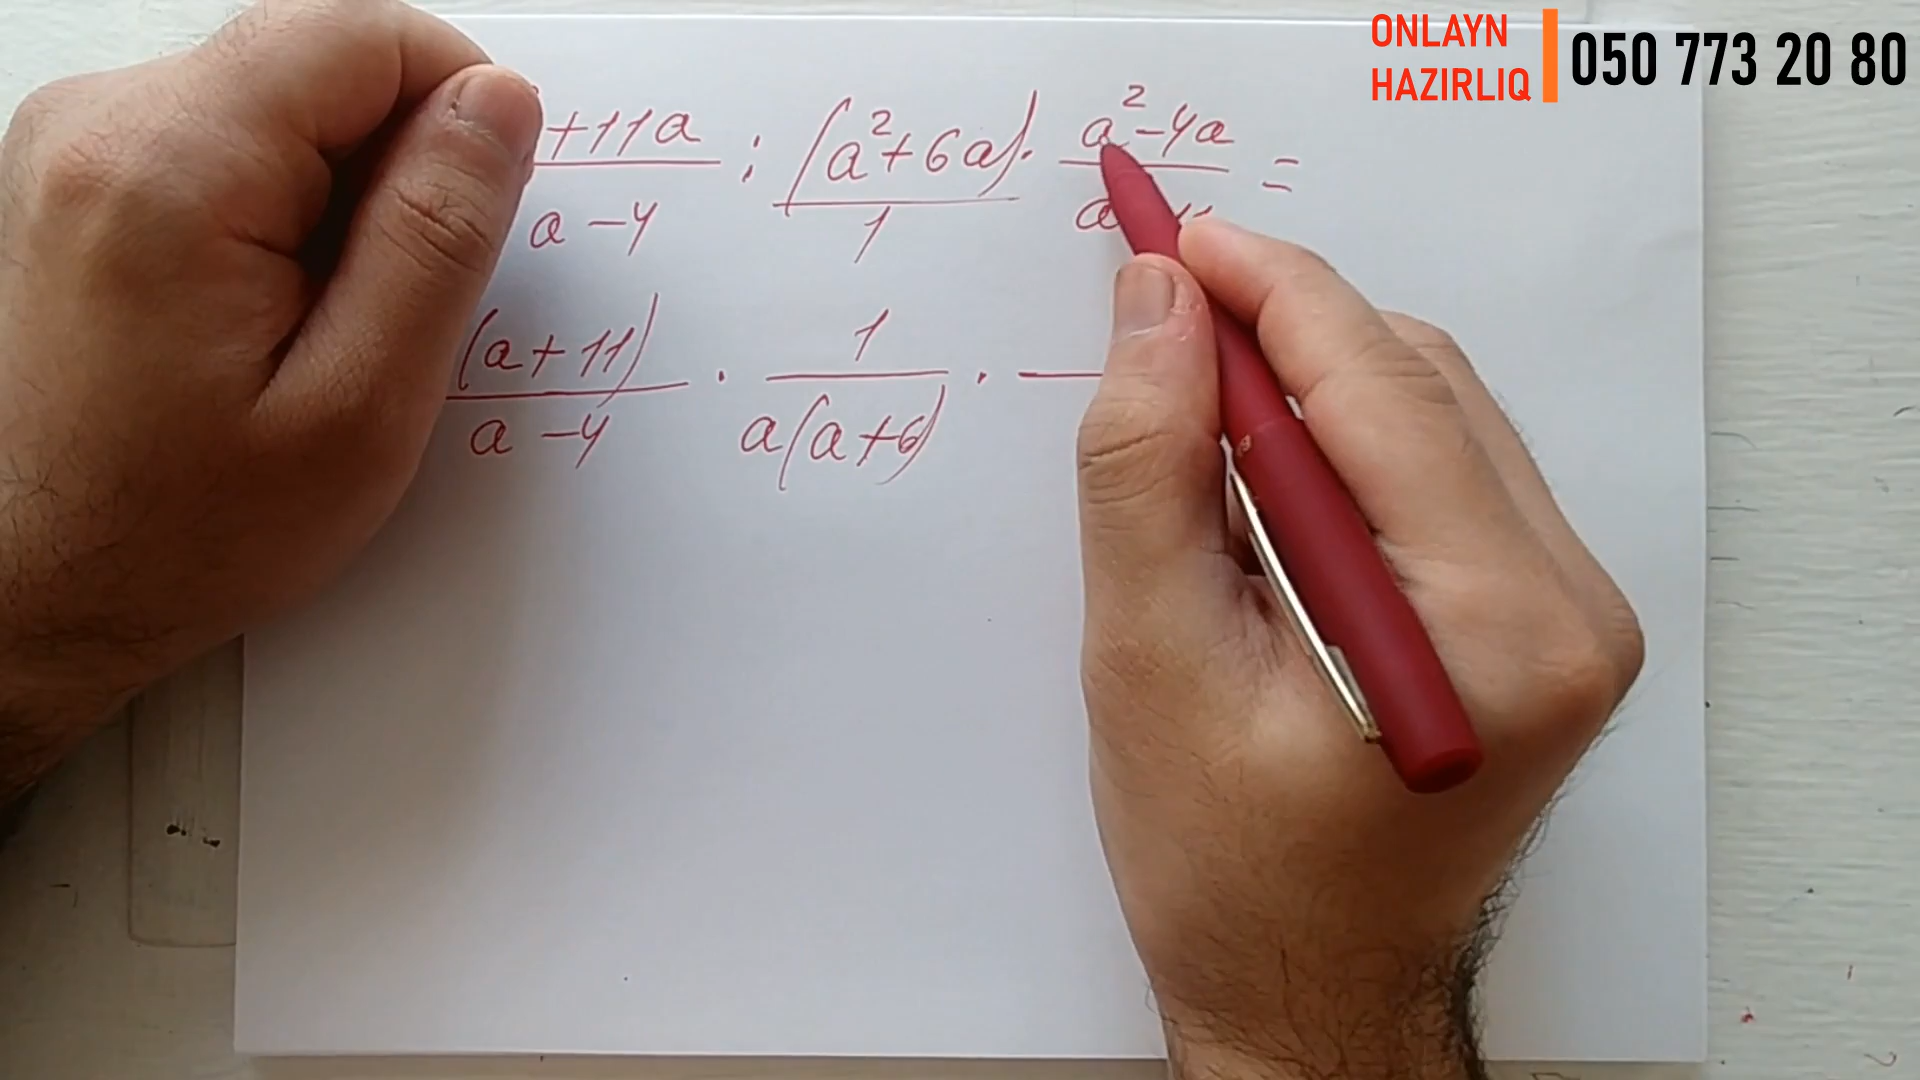 ONLAYN
HAZIRLIQ
050 773 20 80
+11a / a-4 : (a²+6a) / 1 · a²-4a / a =
(a+11) / a-4 · 1 / a(a+6) ·